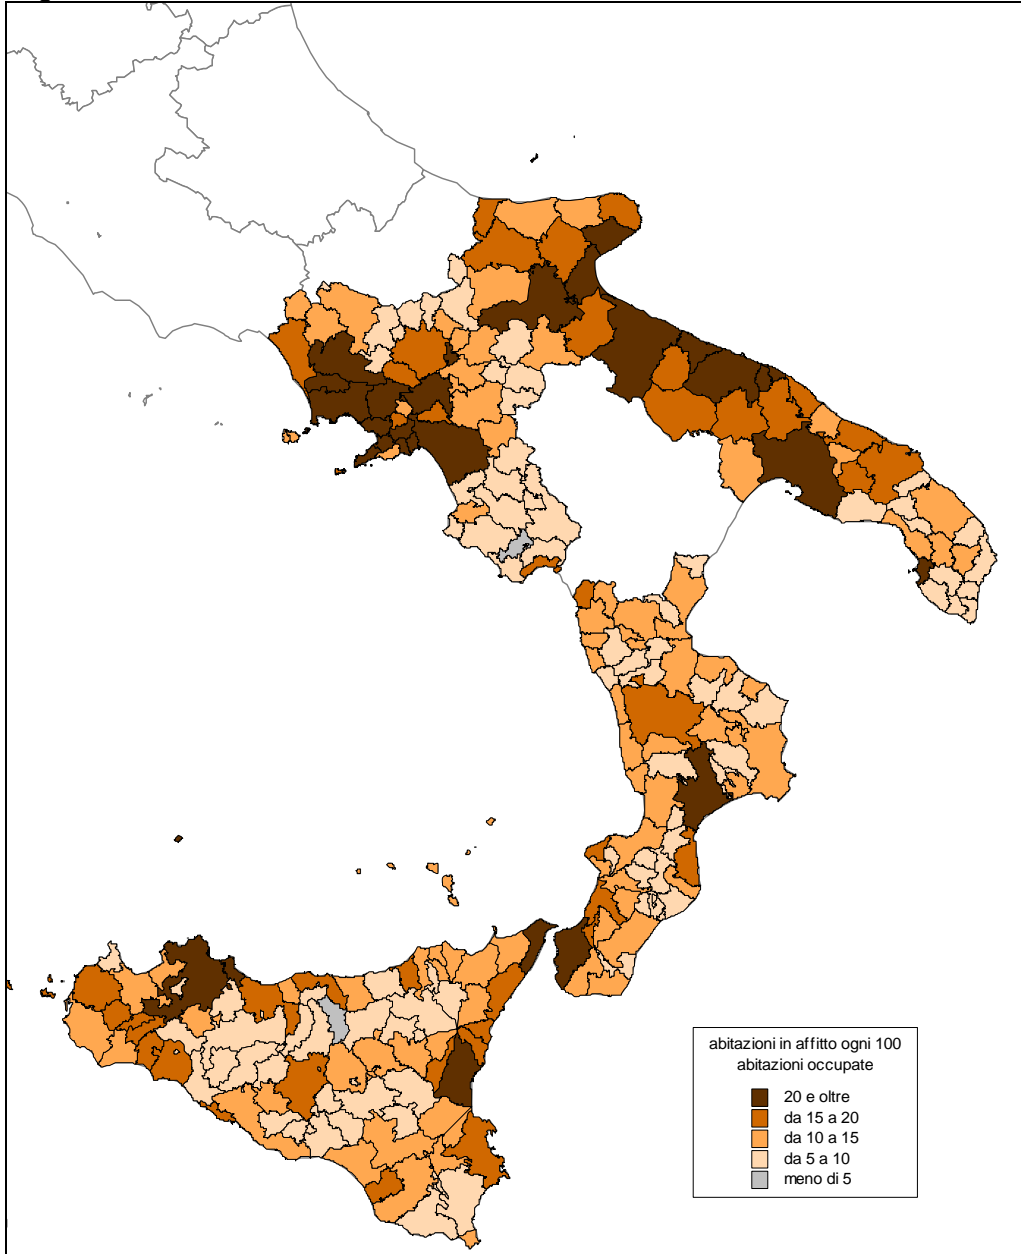 abitazioni in affitto ogni 100
abitazioni occupate
20 e oltre
da 15 a 20
da 10 a 15
da 5 a 10
meno di 5